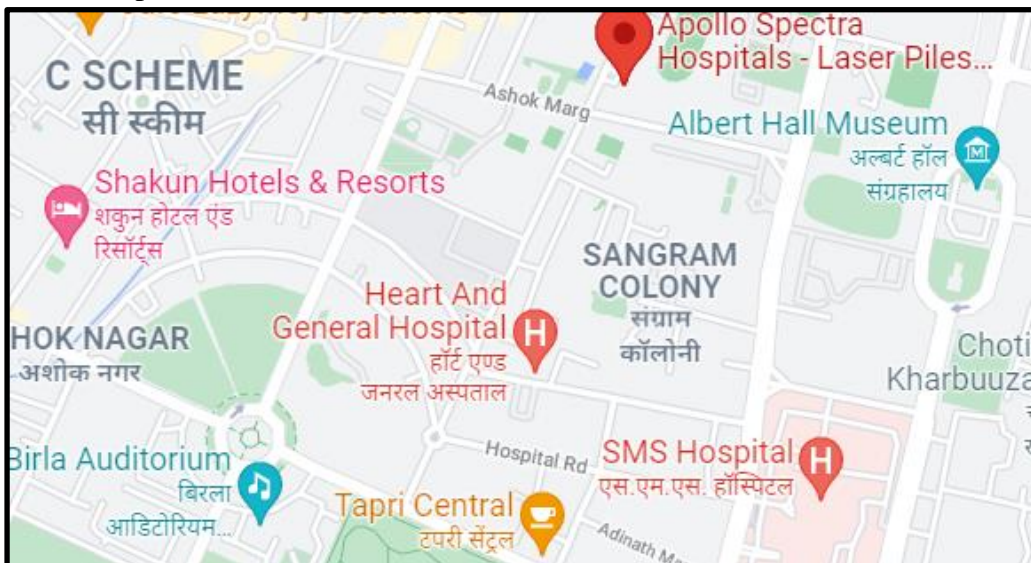 Apollo Spectra
Hospitals - Laser Piles...
C SCHEME
सी स्कीम
Ashok Marg
Albert Hall Museum
अल्बर्ट हॉल
संग्रहालय
Shakun Hotels & Resorts
शकुन होटल एंड
रिसॉर्ट्स
SANGRAM
COLONY
संग्राम
कॉलोनी
Heart And
General Hospital
हॉर्ट एण्ड
जनरल अस्पताल
HOK NAGAR
अशोक नगर
Choti
Kharbuuza
Hospital Rd
SMS Hospital
एस.एम.एस. हॉस्पिटल
Birla Auditorium
बिरला
आडिटोरियम...
Tapri Central
टपरी सेंट्रल
Adinath Ma